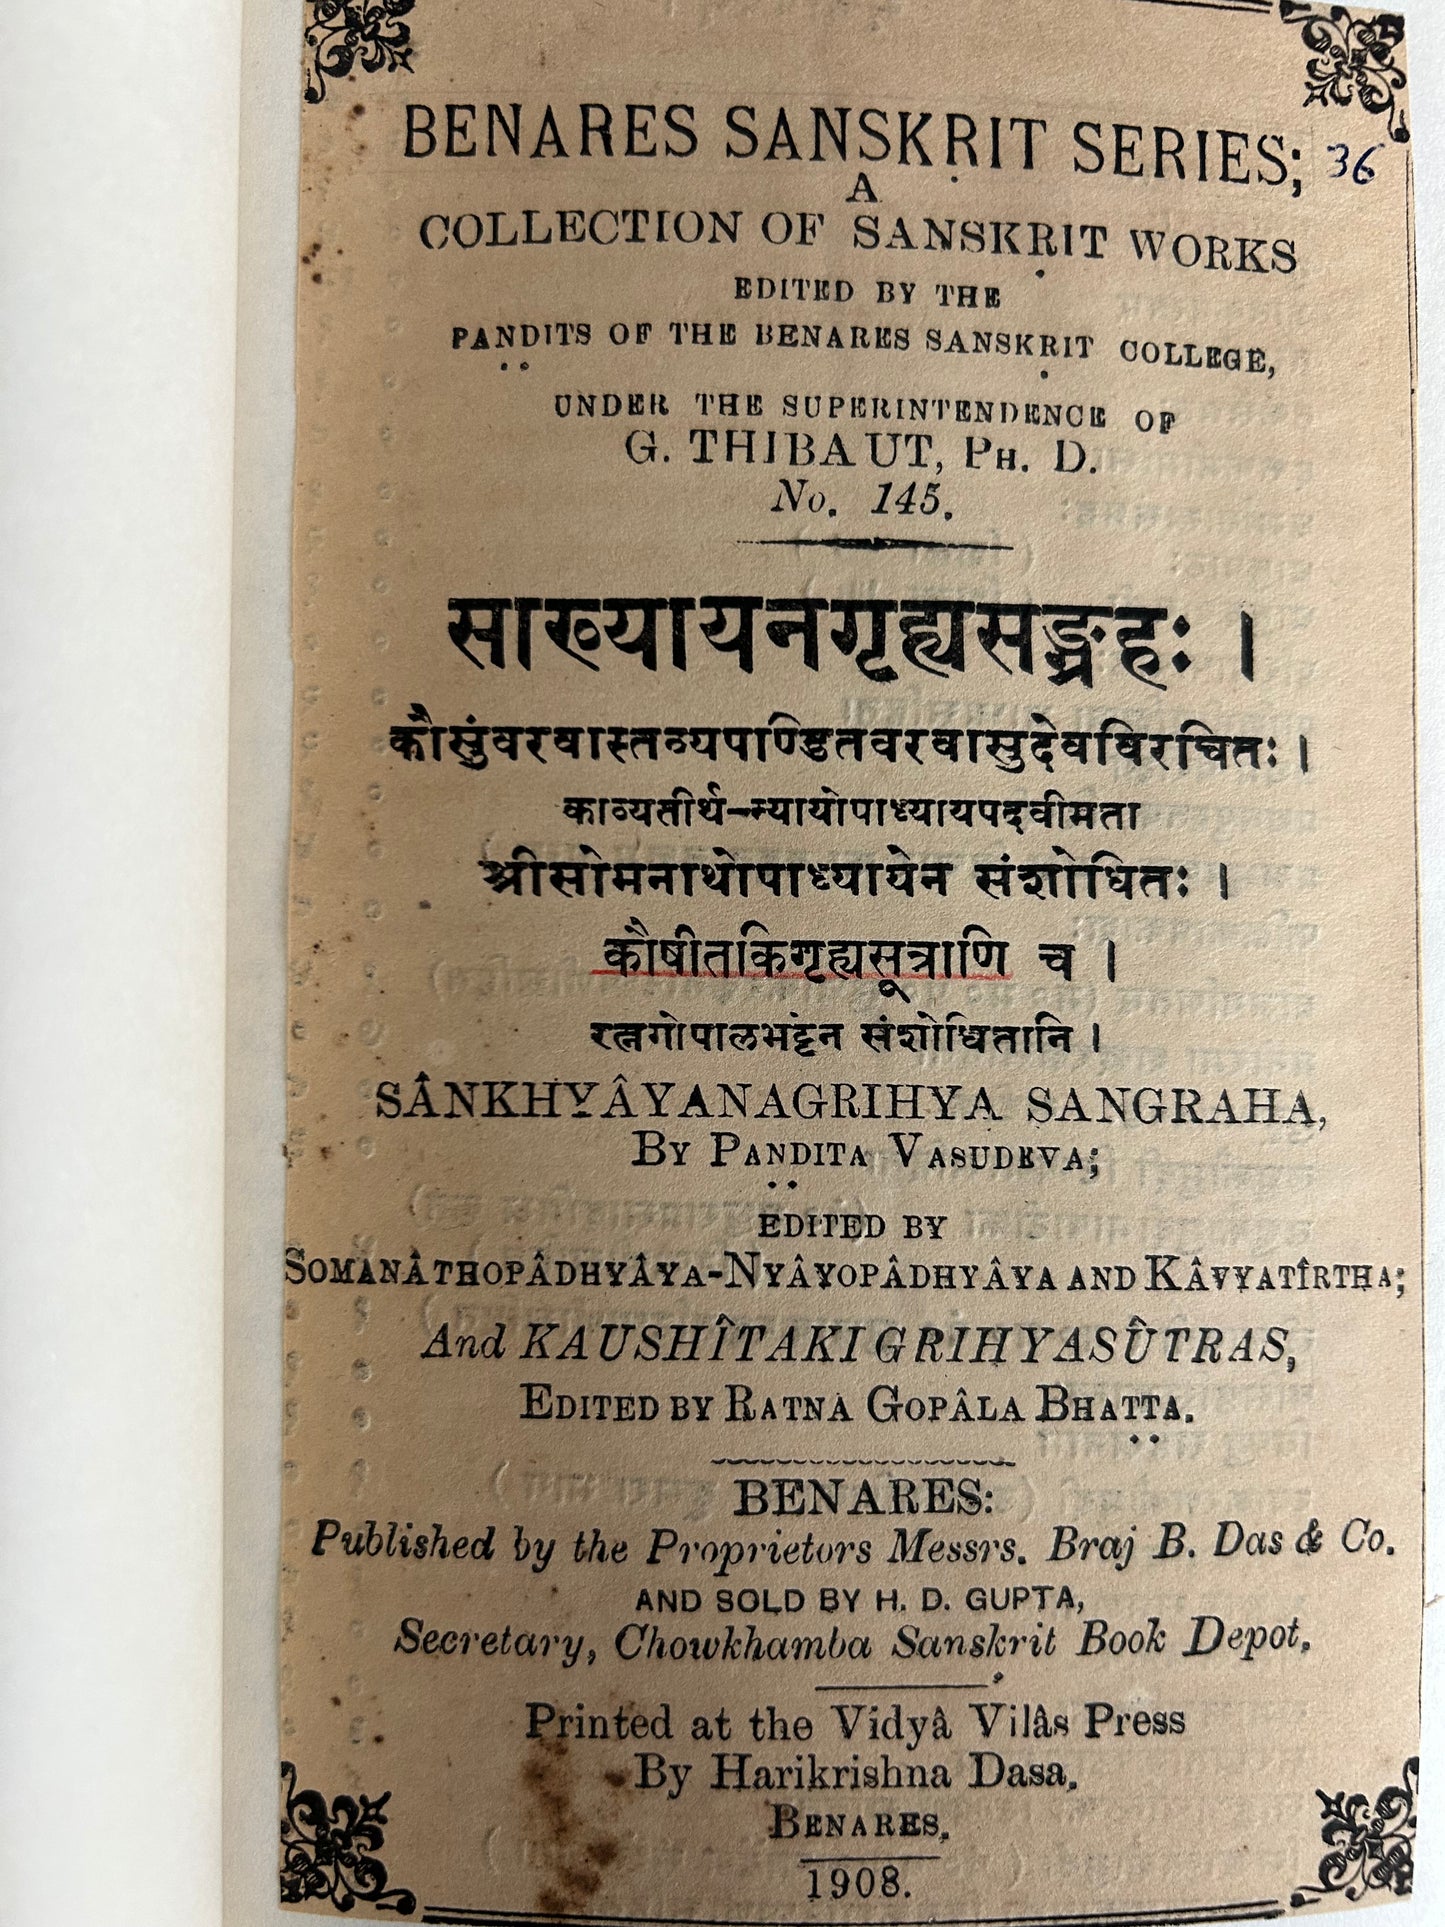 BENARES SANSKRIT SERIES; 36
A
COLLECTION OF SANSKRIT WORKS
EDITED BY THE
PANDITS OF THE BENARES SANSKRIT COLLEGE,
UNDER THE SUPERINTENDENCE OF
G. THIBAUT, PH. D.
No. 145.
साख्यायनगृह्यसङ्ग्रहः ।
कौसुंवरवास्तव्यपाण्डितवरवासुदेवविरचितः ।
काव्यतीर्थ-न्यायोपाध्यायपदवीमता
श्रीसोमनाथोपाध्यायेन संशोधितः ।
कौषीतकिगृह्यसूत्राणि च ।
रत्नगोपालभट्टेन संशोधितानि ।
SÂNKHYÂYANAGRIHYA SANGRAHA,
BY PANDITA VASUDEVA;
EDITED BY
SOMANÂTHOPÂDHYÂYA-NYÂYOPÂDHYÂYA AND KÂVYATÎRTHA;
And KAUSHÎTAKI GRIHYASÛTRAS,
EDITED BY RATNA GOPÂLA BHATTA.
BENARES:
Published by the Proprietors Messrs. Braj B. Das & Co.
AND SOLD BY H. D. GUPTA,
Secretary, Chowkhamba Sanskrit Book Depot.
Printed at the Vidyâ Vilâs Press
By Harikrishna Dasa,
BENARES.
1908.